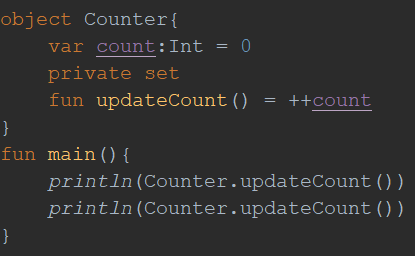 object Counter{
    var count:Int = 0
    private set
    fun updateCount() = ++count
}
fun main(){
    println(Counter.updateCount())
    println(Counter.updateCount())
}